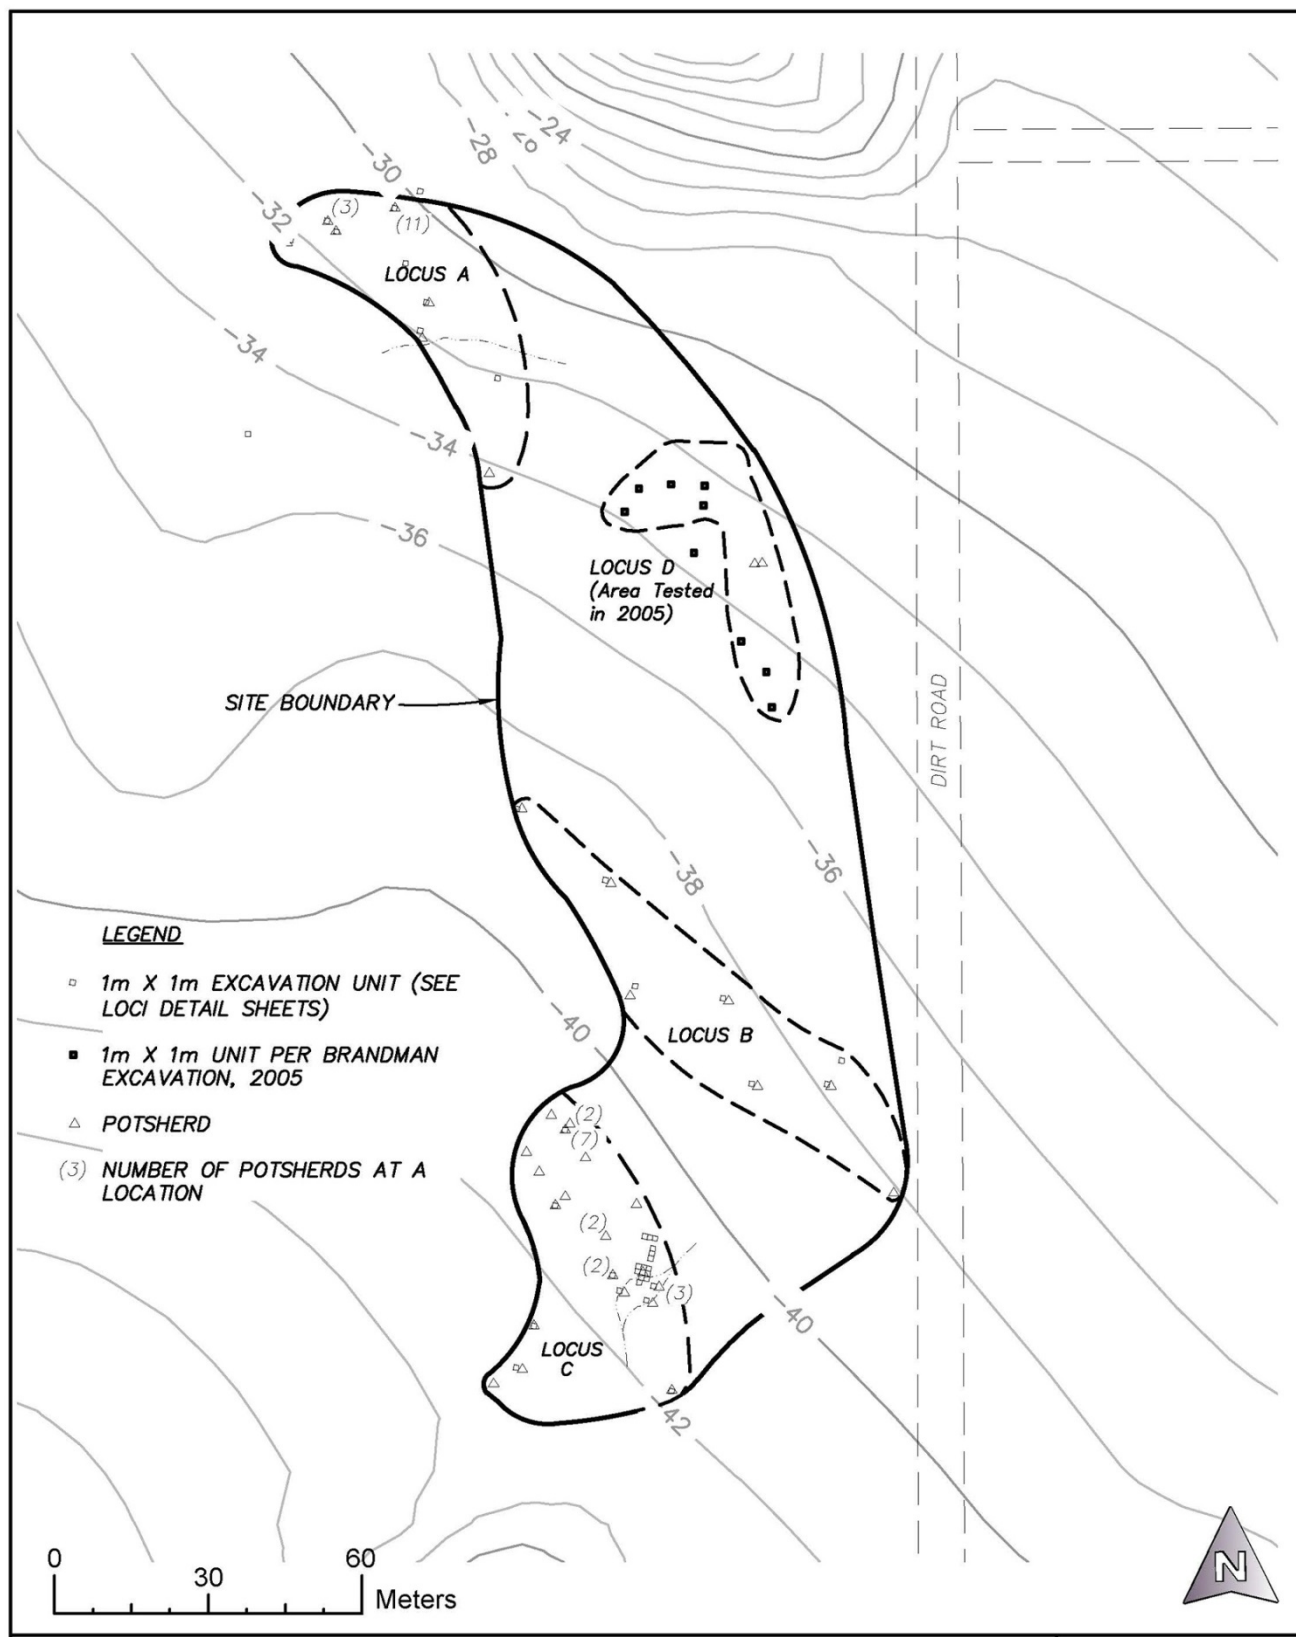 -24
26
-28
-30
-32
(3)
(11)
LOCUS A
-34
-34
-36
LOCUS D
(Area Tested
in 2005)
SITE BOUNDARY
DIRT ROAD
-36
-38
LEGEND
1m X 1m EXCAVATION UNIT (SEE
LOCI DETAIL SHEETS)
1m X 1m UNIT PER BRANDMAN
EXCAVATION, 2005
POTSHERD
(3) NUMBER OF POTSHERDS AT A
LOCATION
-40
LOCUS B
(2)
(7)
(2)
(2)
(3)
-40
LOCUS
C
-42
0
30
60
Meters
N